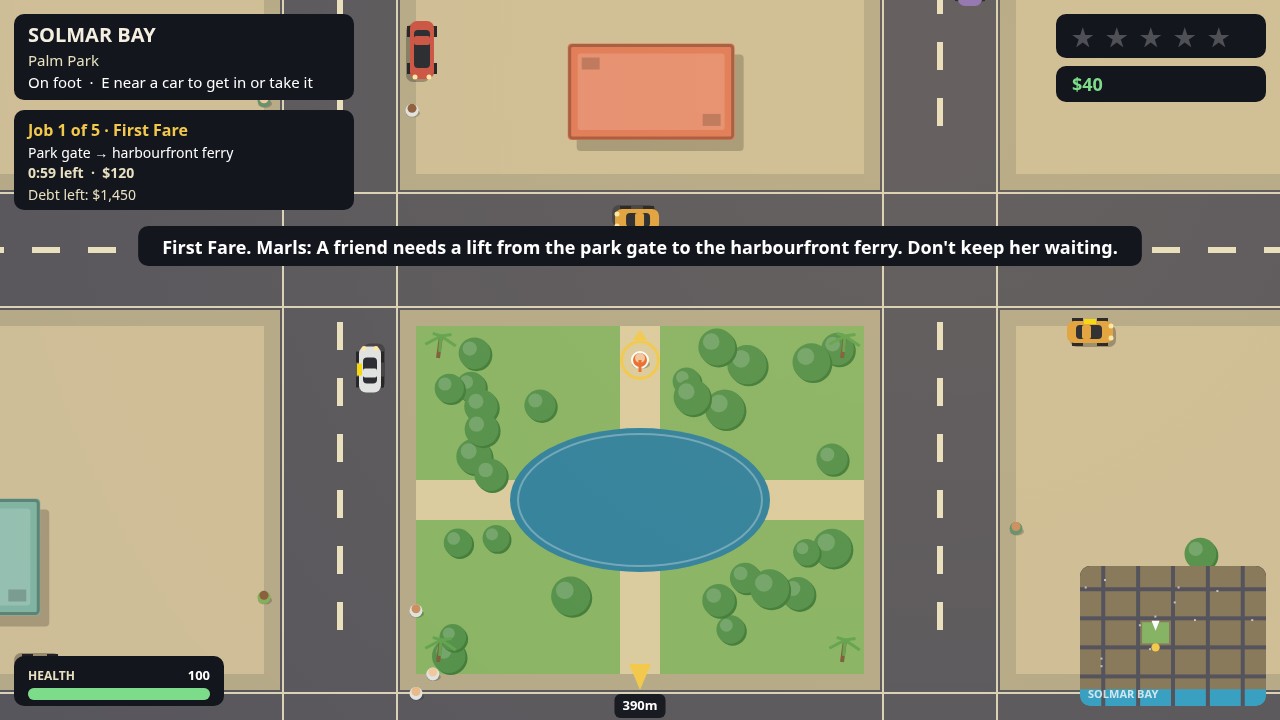 SOLMAR BAY
Palm Park
On foot · E near a car to get in or take it
$40
Job 1 of 5 · First Fare
Park gate → harbourfront ferry
0:59 left · $120
Debt left: $1,450
First Fare. Marls: A friend needs a lift from the park gate to the harbourfront ferry. Don't keep her waiting.
HEALTH 100
390m
SOLMAR BAY